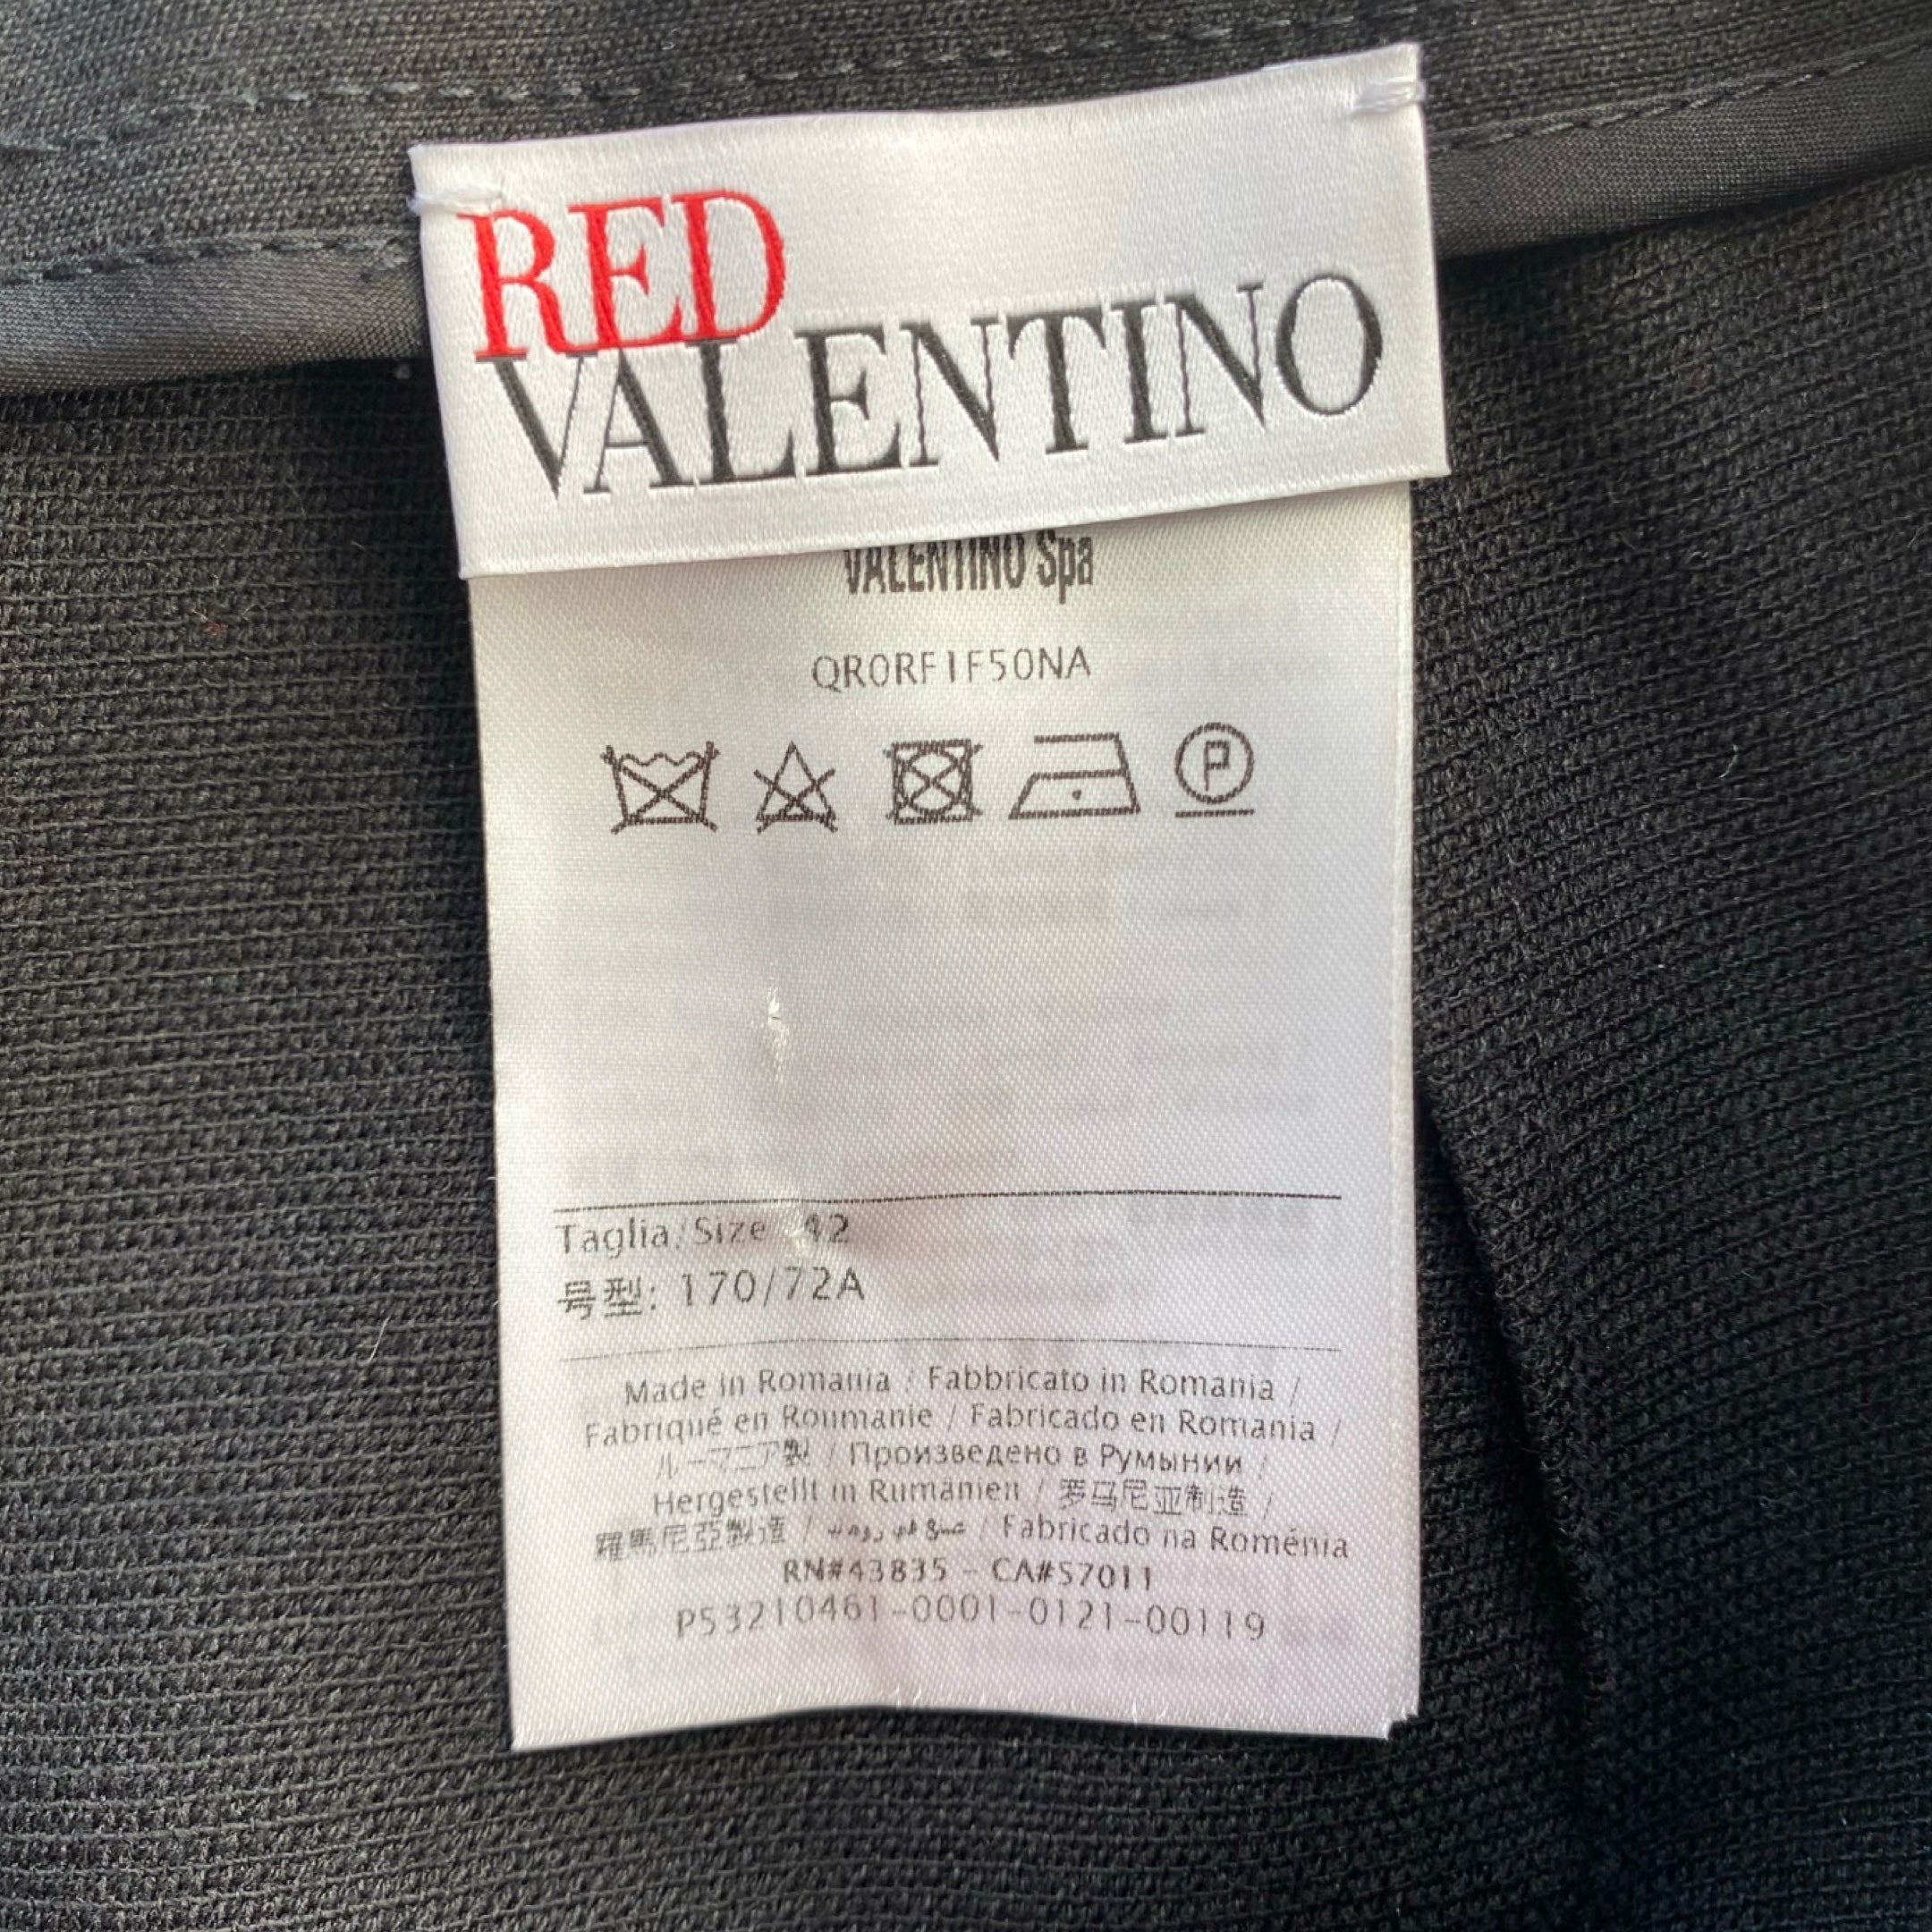 RED
VALENTINO
VALENTINO Spa
QR0RF1F50NA
P
Taglia/Size 42
号型: 170/72A
Made in Romania / Fabbricato in Romania /
Fabriqué en Roumanie / Fabricado en Romania /
ルーマニア製 / Произведено в Румынии /
Hergestellt in Rumänien / 罗马尼亚制造 /
羅馬尼亞製造 / / Fabricado na Roménia
RN#43835 - CA#57011
P53210461-0001-0121-00119